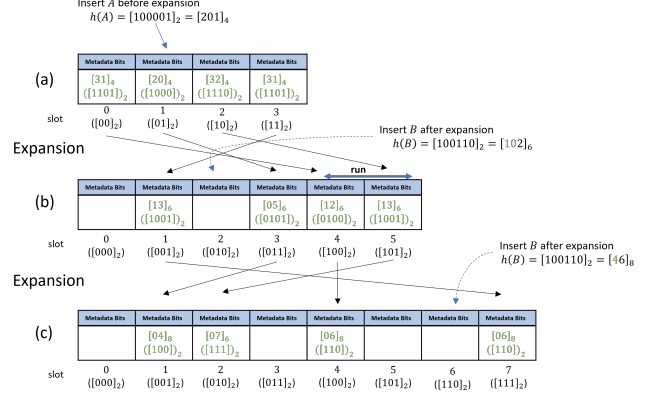 Insert A before expansion
h(A) = [100001]₂ = [201]₄
(a)
Metadata Bits Metadata Bits Metadata Bits Metadata Bits
[31]₄ [20]₄ [32]₄ [31]₄
([1101])₂ ([1000])₂ ([1110])₂ ([1101])₂
slot 0 1 2 3
([00]₂) ([01]₂) ([10]₂) ([11]₂)
Expansion
Insert B after expansion
h(B) = [100110]₂ = [102]₆
run
(b)
Metadata Bits Metadata Bits Metadata Bits Metadata Bits Metadata Bits Metadata Bits
[13]₆ [05]₆ [12]₆ [13]₆
([1001])₂ ([0101])₂ ([0100])₂ ([1001])₂
slot 0 1 2 3 4 5
([000]₂) ([001]₂) ([010]₂) ([011]₂) ([100]₂) ([101]₂)
Expansion
Insert B after expansion
h(B) = [100110]₂ = [46]₈
(c)
Metadata Bits Metadata Bits Metadata Bits Metadata Bits Metadata Bits Metadata Bits Metadata Bits Metadata Bits
[04]₈ [07]₆ [06]₈ [06]₈
([100])₂ ([111])₂ ([110])₂ ([110])₂
slot 0 1 2 3 4 5 6 7
([000]₂) ([001]₂) ([010]₂) ([011]₂) ([100]₂) ([101]₂) ([110]₂) ([111]₂)